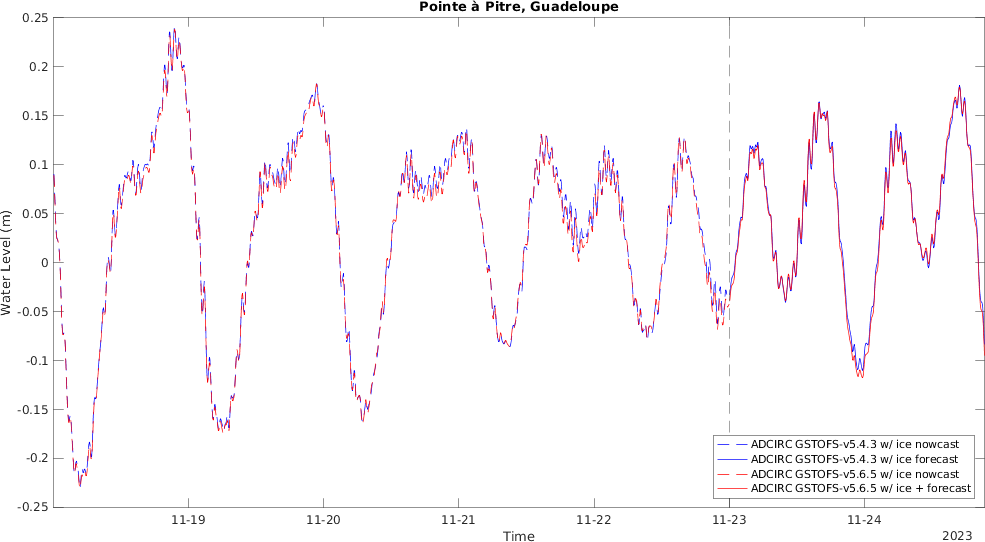 Pointe à Pitre, Guadeloupe
0.25
0.2
0.15
0.1
0.05
0
-0.05
-0.1
-0.15
-0.2
-0.25
Water Level (m)
ADCIRC GSTOFS-v5.4.3 w/ ice nowcast
ADCIRC GSTOFS-v5.4.3 w/ ice forecast
ADCIRC GSTOFS-v5.6.5 w/ ice nowcast
ADCIRC GSTOFS-v5.6.5 w/ ice + forecast
11-19 11-20 11-21 11-22 11-23 11-24
Time
2023